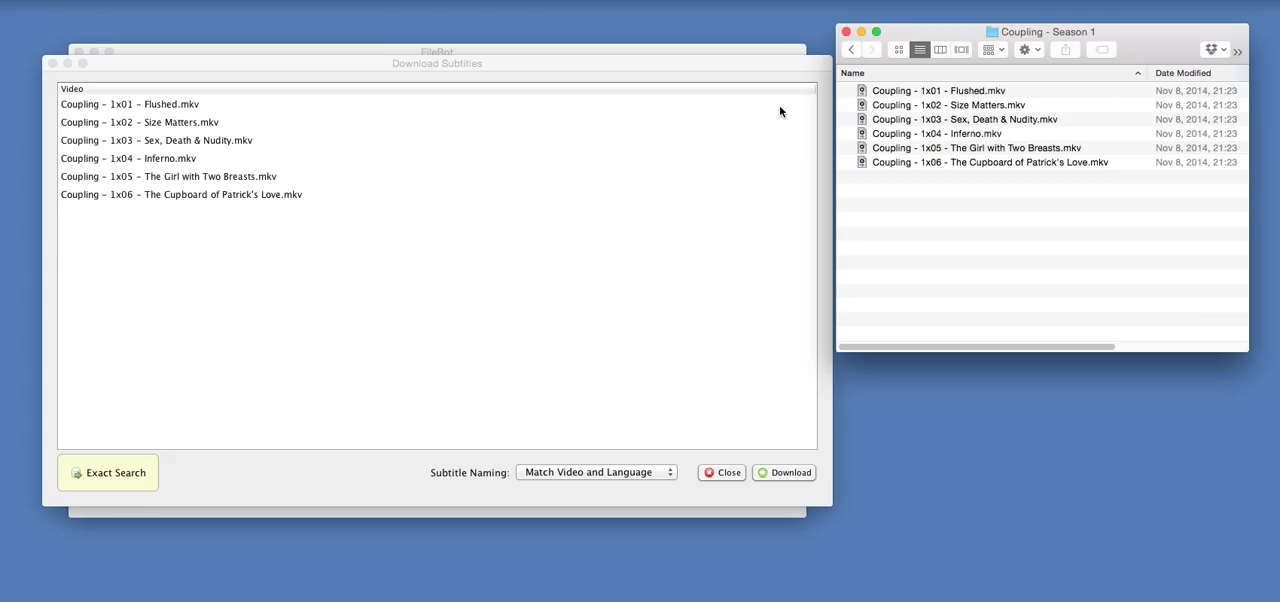 FileBot
Download Subtitles
Video
Coupling - 1x01 - Flushed.mkv
Coupling - 1x02 - Size Matters.mkv
Coupling - 1x03 - Sex, Death & Nudity.mkv
Coupling - 1x04 - Inferno.mkv
Coupling - 1x05 - The Girl with Two Breasts.mkv
Coupling - 1x06 - The Cupboard of Patrick's Love.mkv
Exact Search
Subtitle Naming: Match Video and Language
Close
Download
Coupling - Season 1
Name Date Modified
Coupling - 1x01 - Flushed.mkv Nov 8, 2014, 21:23
Coupling - 1x02 - Size Matters.mkv Nov 8, 2014, 21:23
Coupling - 1x03 - Sex, Death & Nudity.mkv Nov 8, 2014, 21:23
Coupling - 1x04 - Inferno.mkv Nov 8, 2014, 21:23
Coupling - 1x05 - The Girl with Two Breasts.mkv Nov 8, 2014, 21:23
Coupling - 1x06 - The Cupboard of Patrick's Love.mkv Nov 8, 2014, 21:23